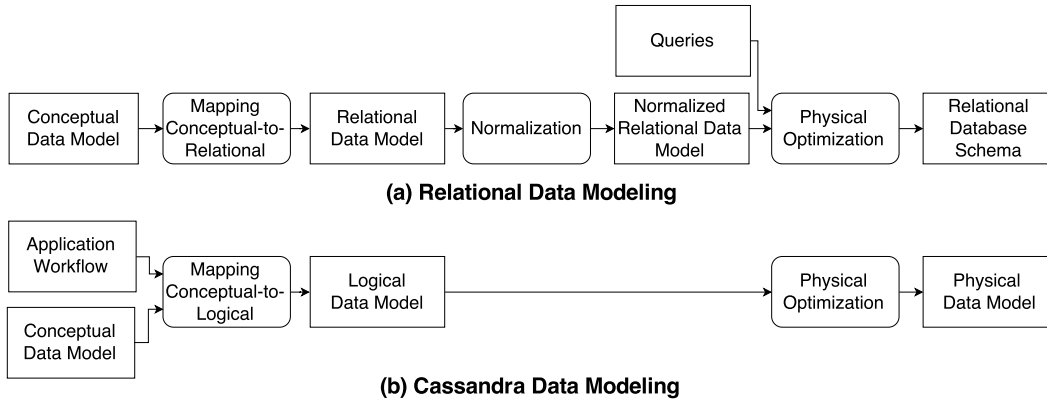 Queries
Conceptual
Data Model
Mapping
Conceptual-to-
Relational
Relational
Data Model
Normalization
Normalized
Relational Data
Model
Physical
Optimization
Relational
Database
Schema
(a) Relational Data Modeling
Application
Workflow
Conceptual
Data Model
Mapping
Conceptual-to-
Logical
Logical
Data Model
Physical
Optimization
Physical
Data Model
(b) Cassandra Data Modeling